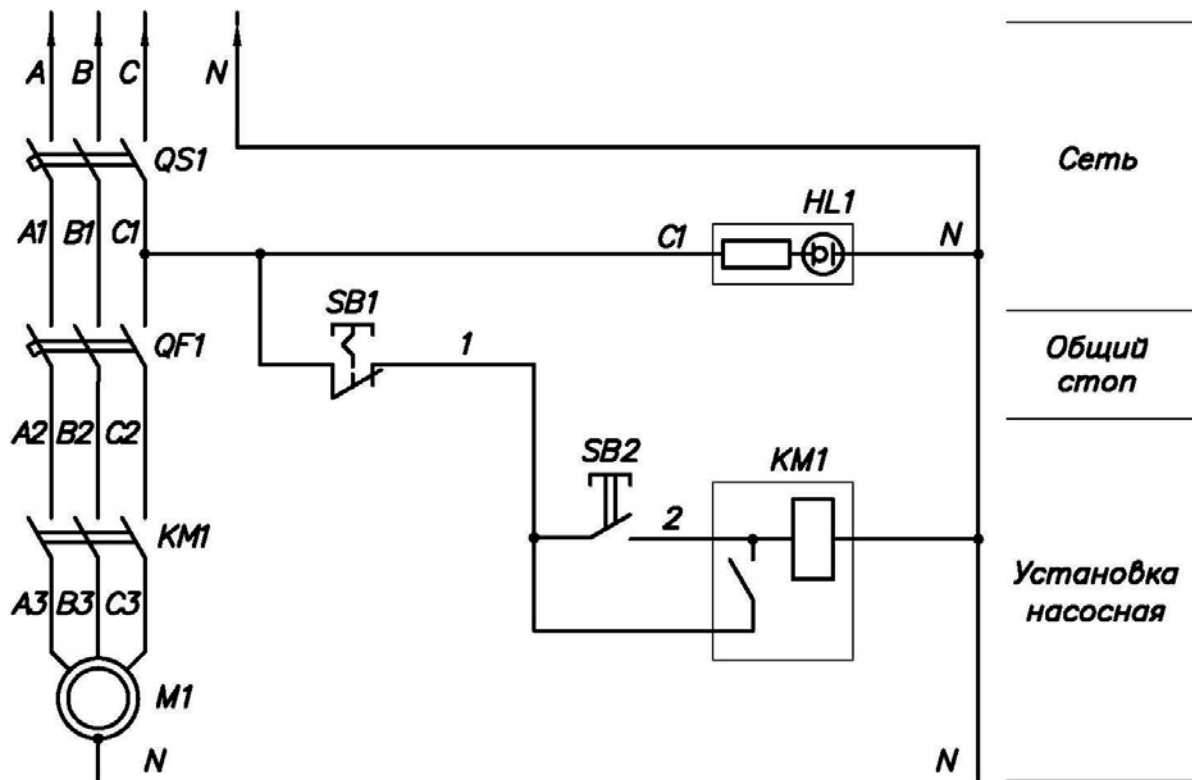 A B C N
QS1
Сеть
HL1
A1 B1 C1
C1
N
SB1
1
QF1
Общий
стоп
A2 B2 C2
SB2
KM1
2
KM1
Установка
насосная
A3 B3 C3
M1
N
N